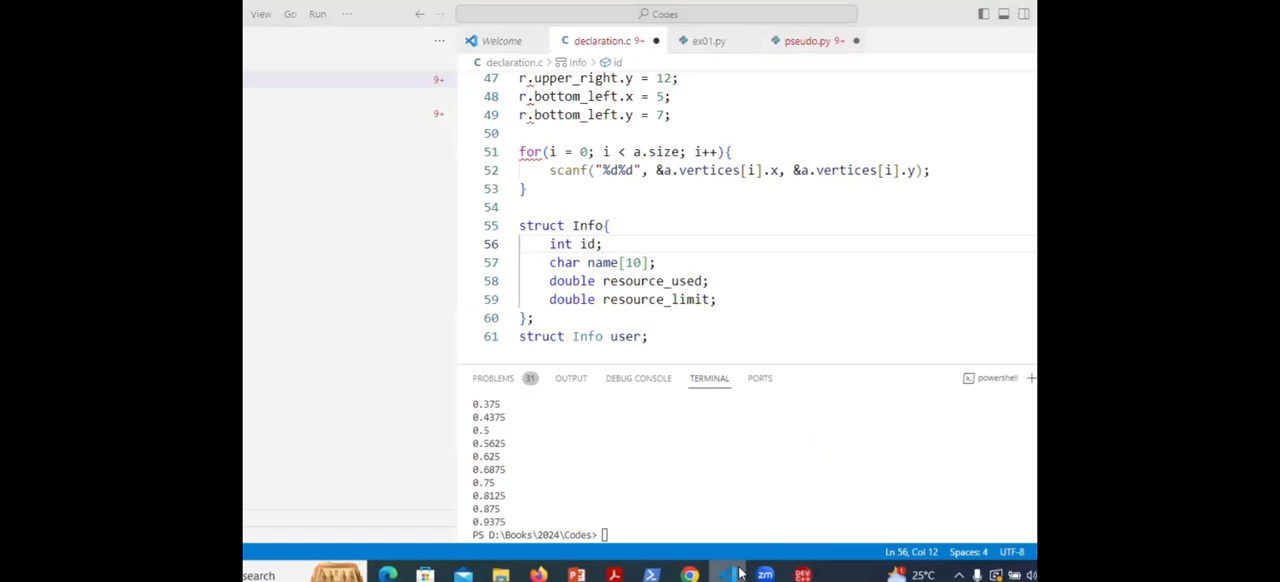 View Go Run ··· Codes
Welcome declaration.c 9+ ex01.py pseudo.py 9+
declaration.c > Info > id
9+
9+
47 r.upper_right.y = 12;
48 r.bottom_left.x = 5;
49 r.bottom_left.y = 7;
50
51 for(i = 0; i < a.size; i++){
52 scanf("%d%d", &a.vertices[i].x, &a.vertices[i].y);
53 }
54
55 struct Info{
56 int id;
57 char name[10];
58 double resource_used;
59 double resource_limit;
60 };
61 struct Info user;
PROBLEMS 31 OUTPUT DEBUG CONSOLE TERMINAL PORTS powershell
0.375
0.4375
0.5
0.5625
0.625
0.6875
0.75
0.8125
0.875
0.9375
PS D:\Books\2024\Codes>
Ln 56, Col 12 Spaces: 4 UTF-8
search zm DEV C++ 25°C